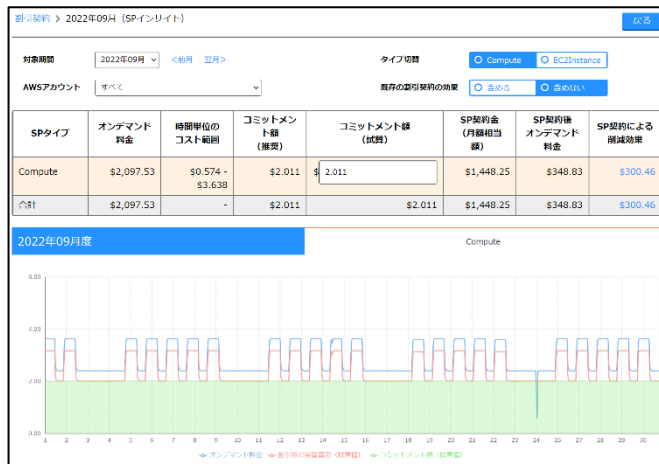 割引契約 > 2022年09月 (SPインサイト)
戻る
対象期間
2022年09月
<前月 翌月>
タイプ切替
Compute
EC2Instance
AWSアカウント
すべて
既存の割引契約の効果
含める
含めない
SPタイプ オンデマンド料金 時間単位のコスト範囲 コミットメント額(推奨) コミットメント額(試算) SP契約金(月額相当額) SP契約後オンデマンド料金 SP契約による削減効果
Compute $2,097.53 $0.574 - $3.638 $2.011 $ 2.011 $1,448.25 $348.83 $300.46
合計 $2,097.53 - $2.011 $2.011 $1,448.25 $348.83 $300.46
2022年09月度
Compute
6.00
4.00
2.00
0.00
1 2 3 4 5 6 7 8 9 10 11 12 13 14 15 16 17 18 19 20 21 22 23 24 25 26 27 28 29 30
オンデマンド料金
コミットメント額(試算値)